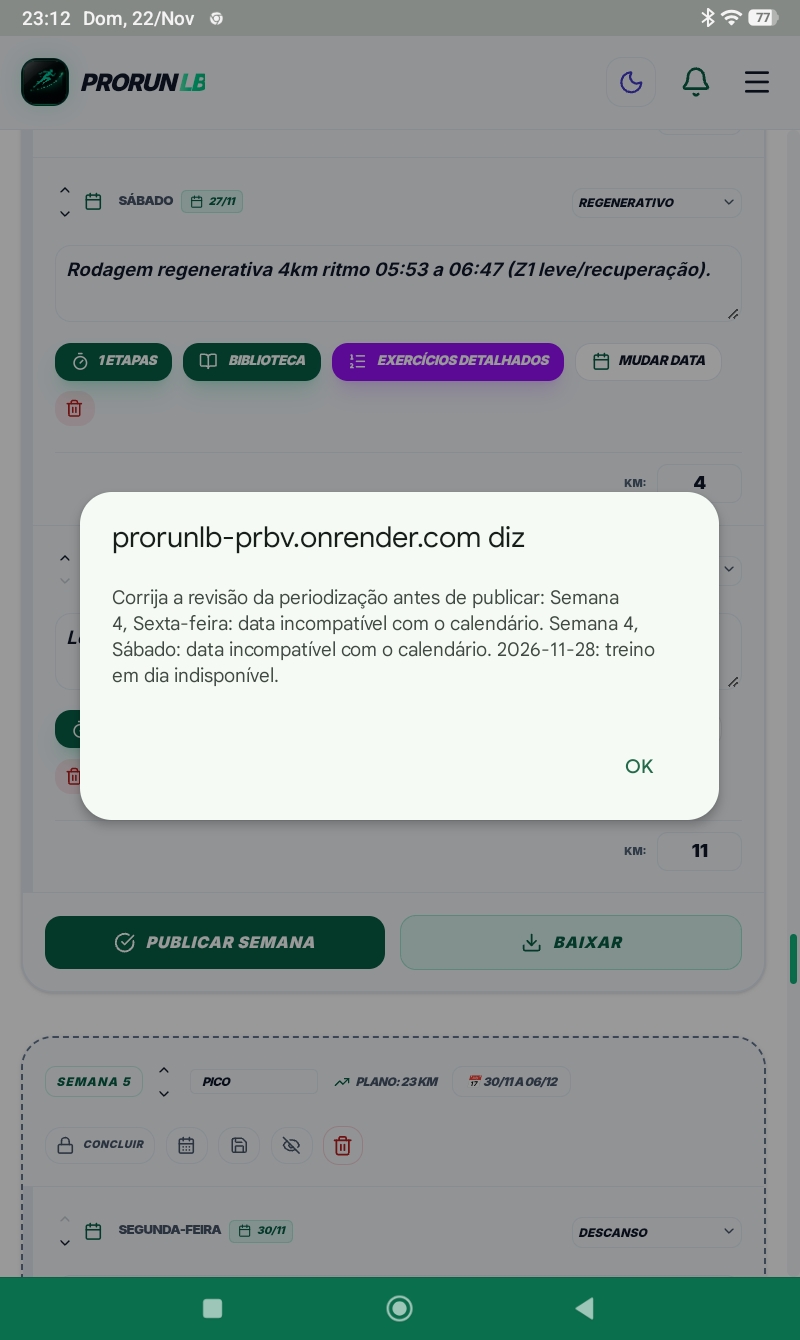 23:12 Dom, 22/Nov 77
PRORUN LB
SÁBADO 27/11 REGENERATIVO
Rodagem regenerativa 4km ritmo 05:53 a 06:47 (Z1 leve/recuperação).
1 ETAPAS BIBLIOTECA EXERCÍCIOS DETALHADOS MUDAR DATA
KM: 4
prorunlb-prbv.onrender.com diz
Corrija a revisão da periodização antes de publicar: Semana
4, Sexta-feira: data incompatível com o calendário. Semana 4,
Sábado: data incompatível com o calendário. 2026-11-28: treino
em dia indisponível.
OK
KM: 11
PUBLICAR SEMANA BAIXAR
SEMANA 5 PICO PLANO: 23 KM 30/11 A 06/12
CONCLUIR
SEGUNDA-FEIRA 30/11 DESCANSO